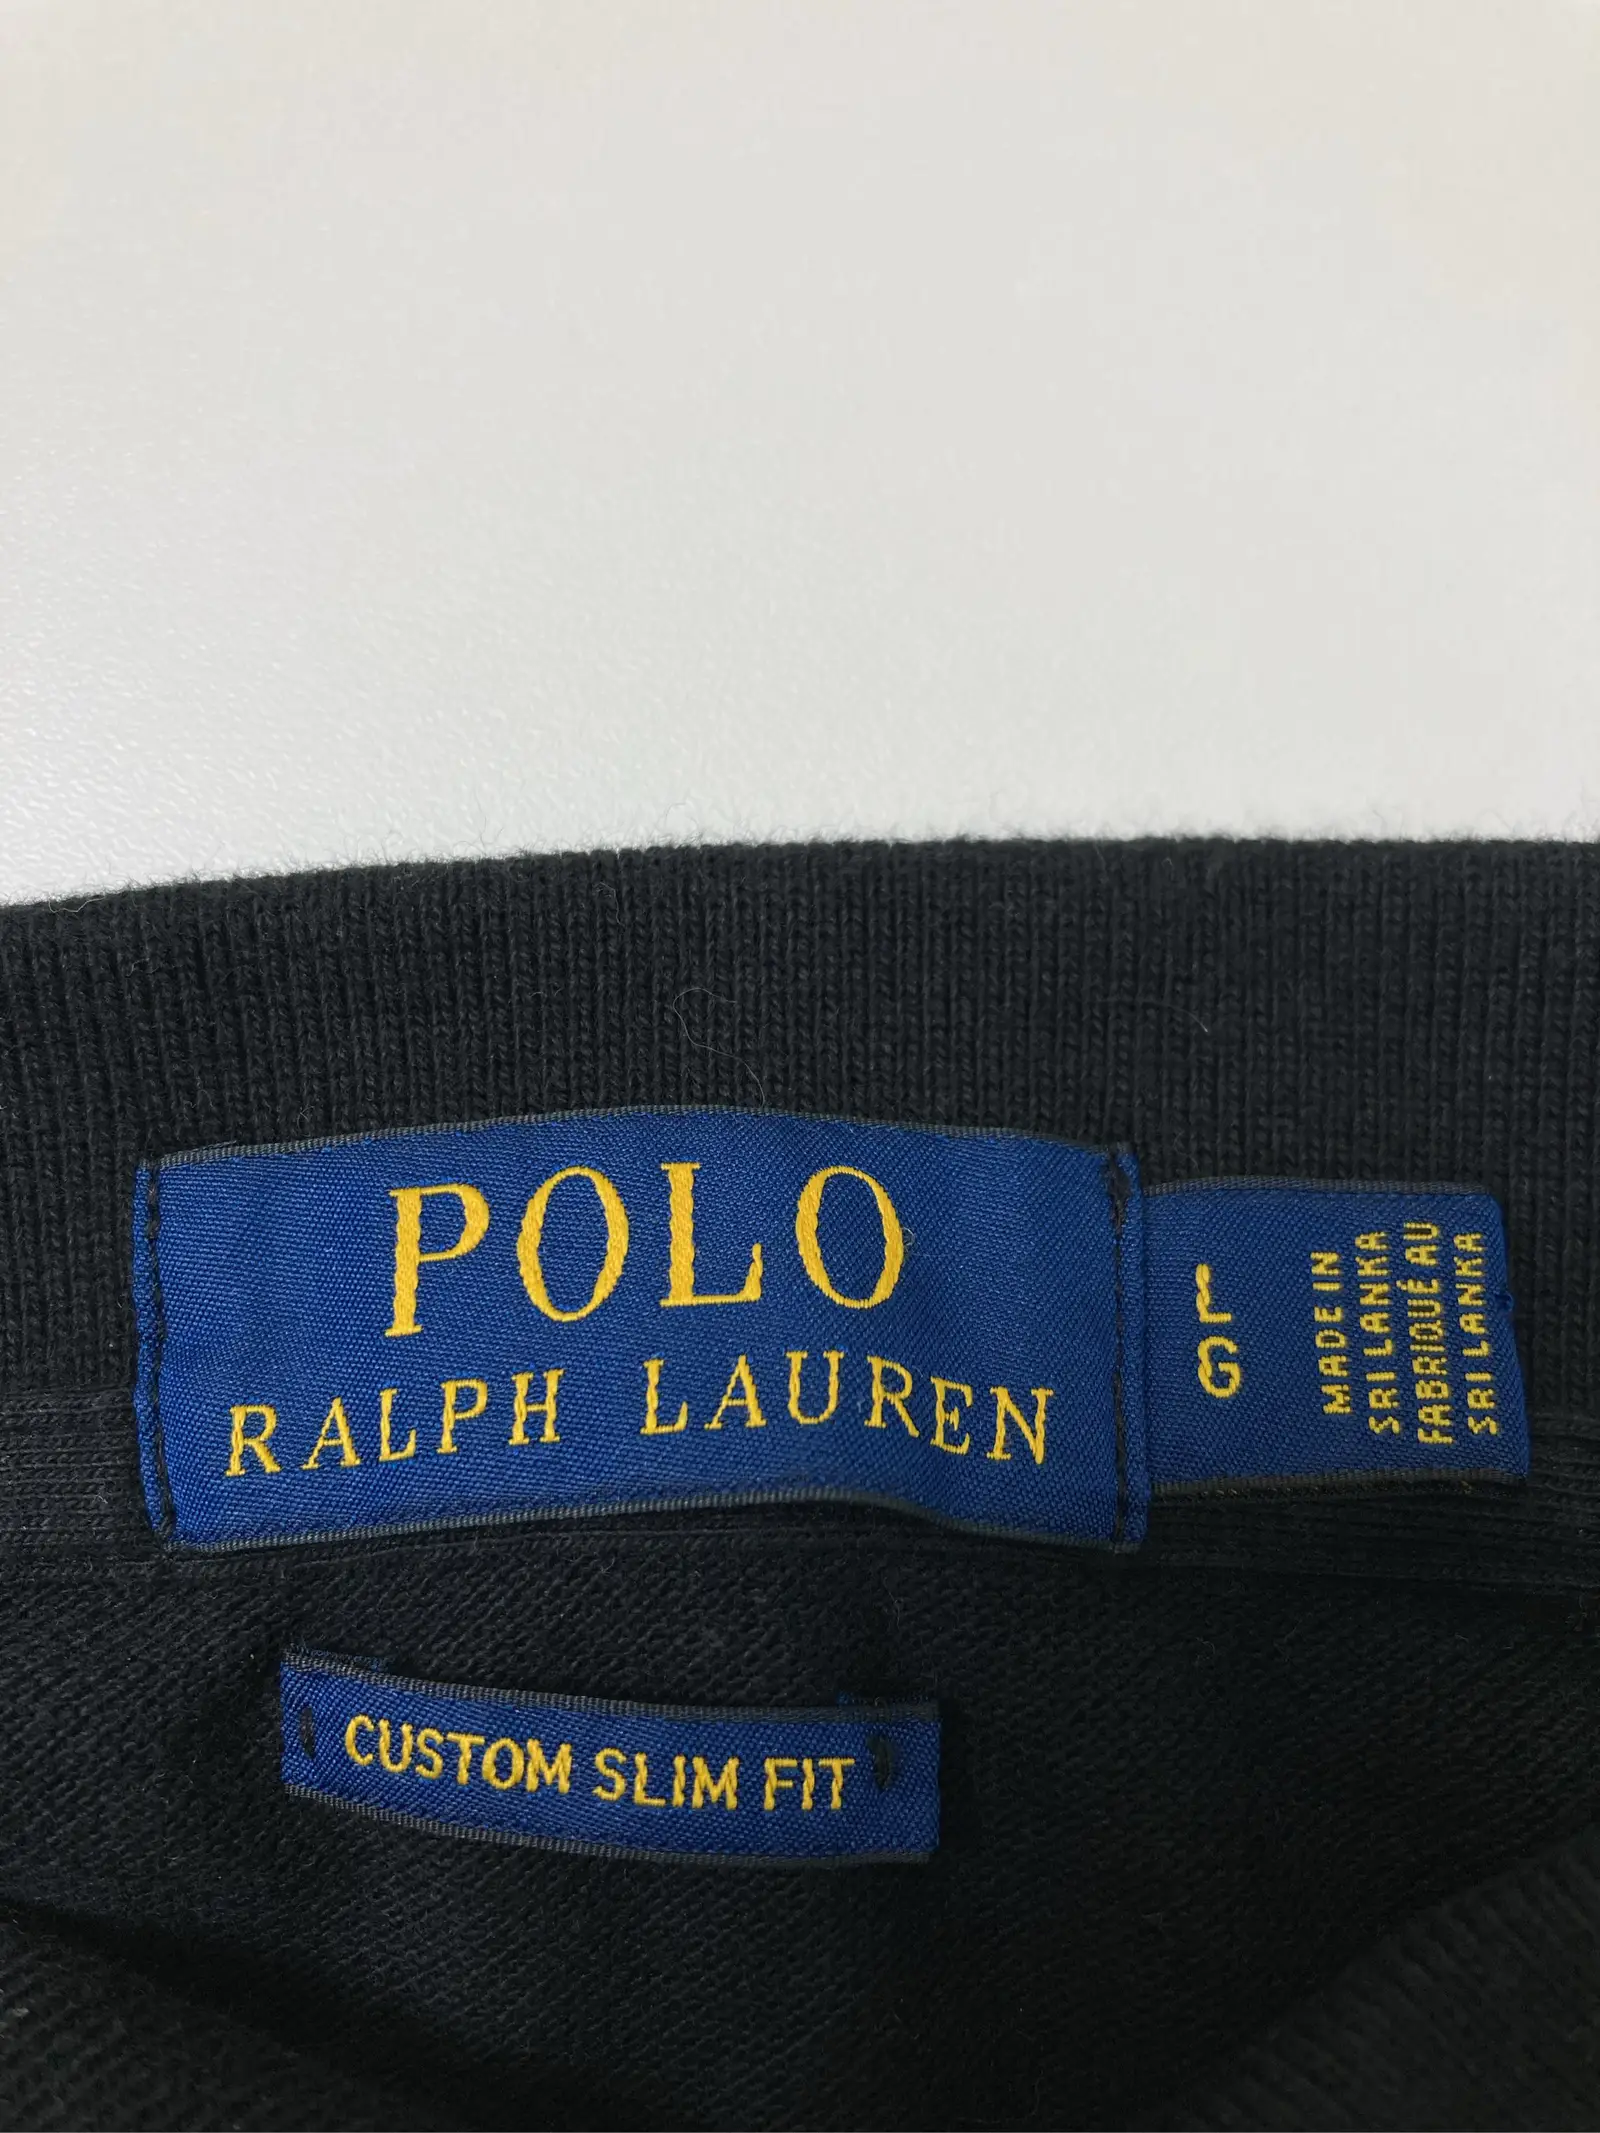 POLO
RALPH LAUREN
L
G
MADE IN
SRI LANKA
FABRIQUÉ AU
SRI LANKA
CUSTOM SLIM FIT